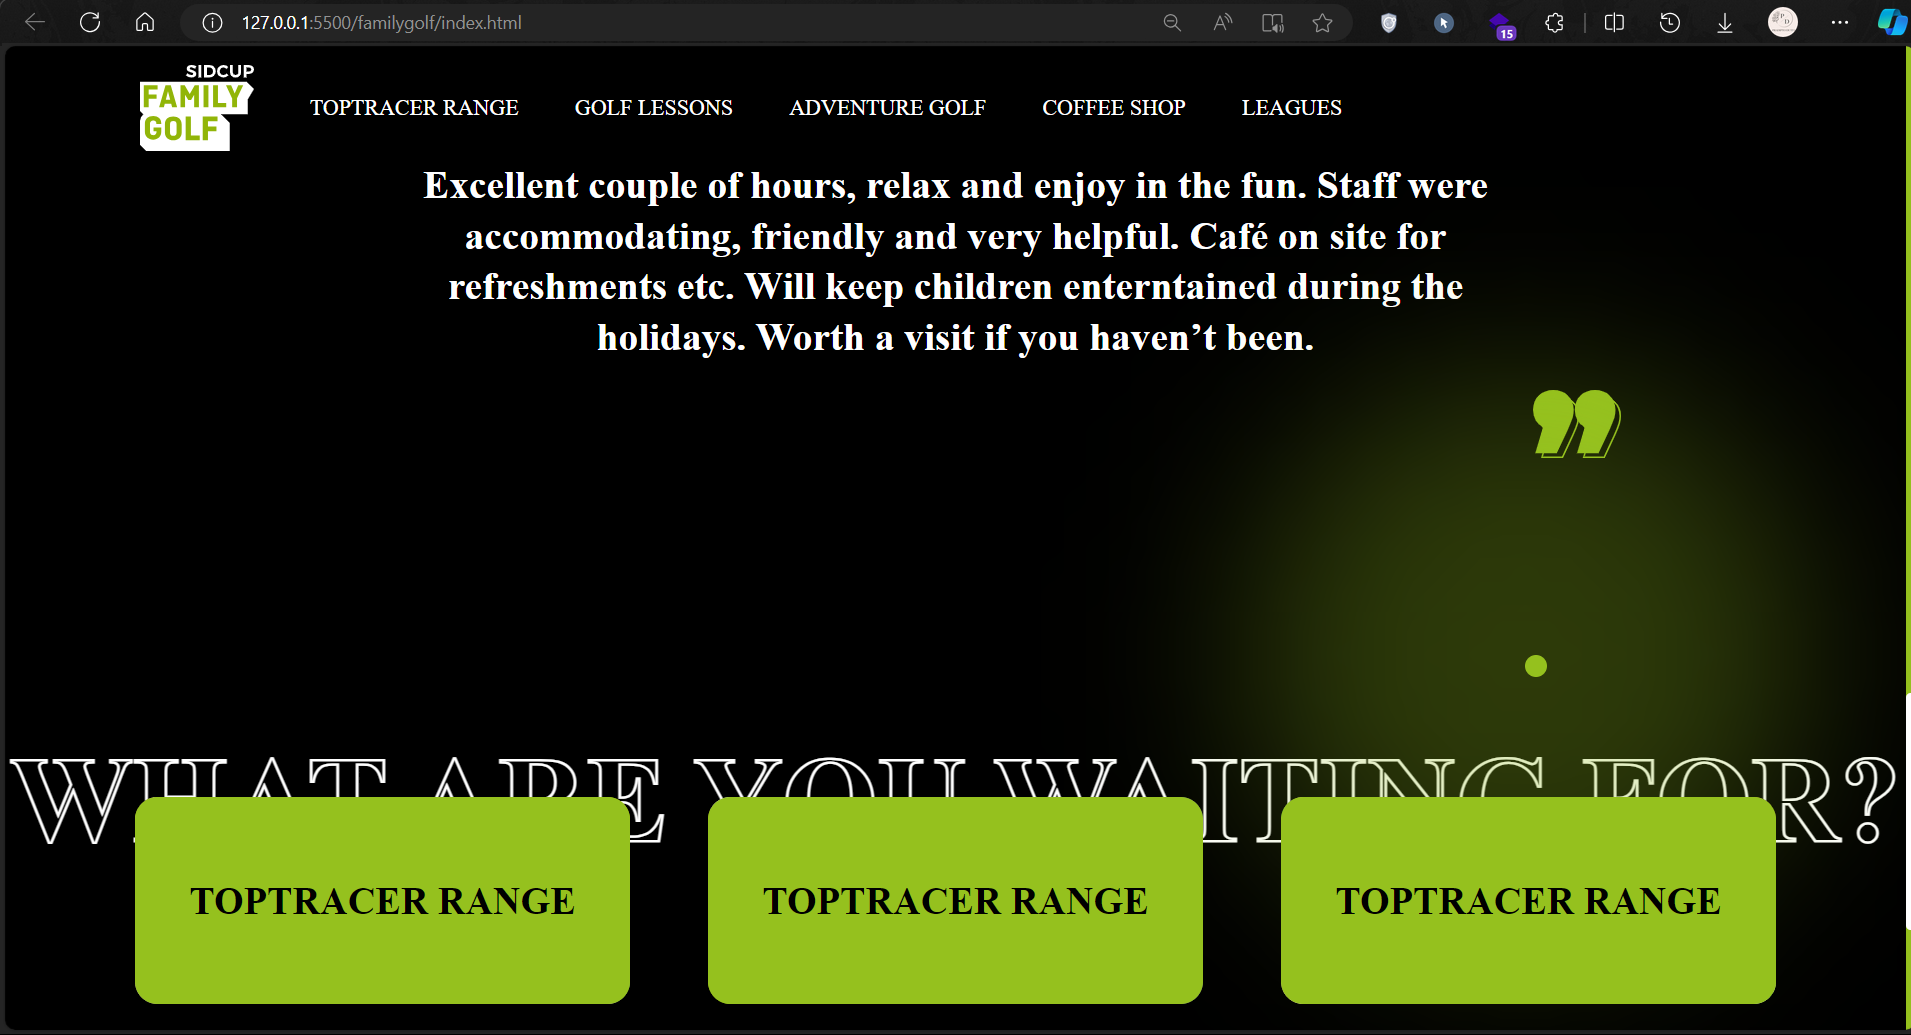 127.0.0.1:5500/familygolf/index.html
15
SIDCUP
FAMILY
GOLF
TOPTRACER RANGE GOLF LESSONS ADVENTURE GOLF COFFEE SHOP LEAGUES
Excellent couple of hours, relax and enjoy in the fun. Staff were
accommodating, friendly and very helpful. Café on site for
refreshments etc. Will keep children enterntained during the
holidays. Worth a visit if you haven’t been.
”
WHAT ARE YOU WAITING FOR?
TOPTRACER RANGE TOPTRACER RANGE TOPTRACER RANGE